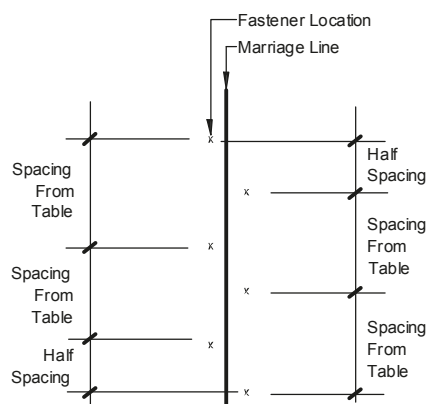 Fastener Location
Marriage Line
Spacing
From
Table
Spacing
From
Table
Half
Spacing
Half
Spacing
Spacing
From
Table
Spacing
From
Table